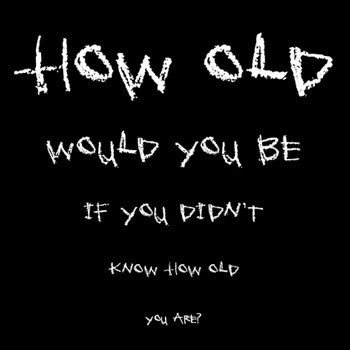 HOW OLD
WOULD YOU BE
IF YOU DIDN'T
KNOW HOW OLD
YOU ARE?